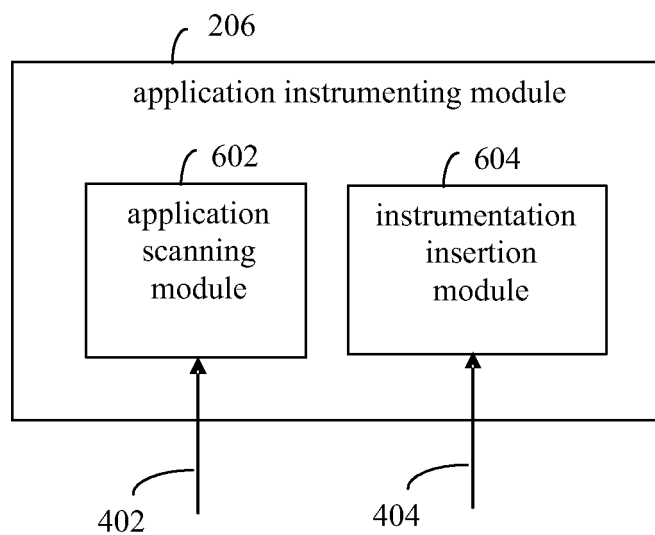 206
application instrumenting module
602
604
application
scanning
module
instrumentation
insertion
module
402
404